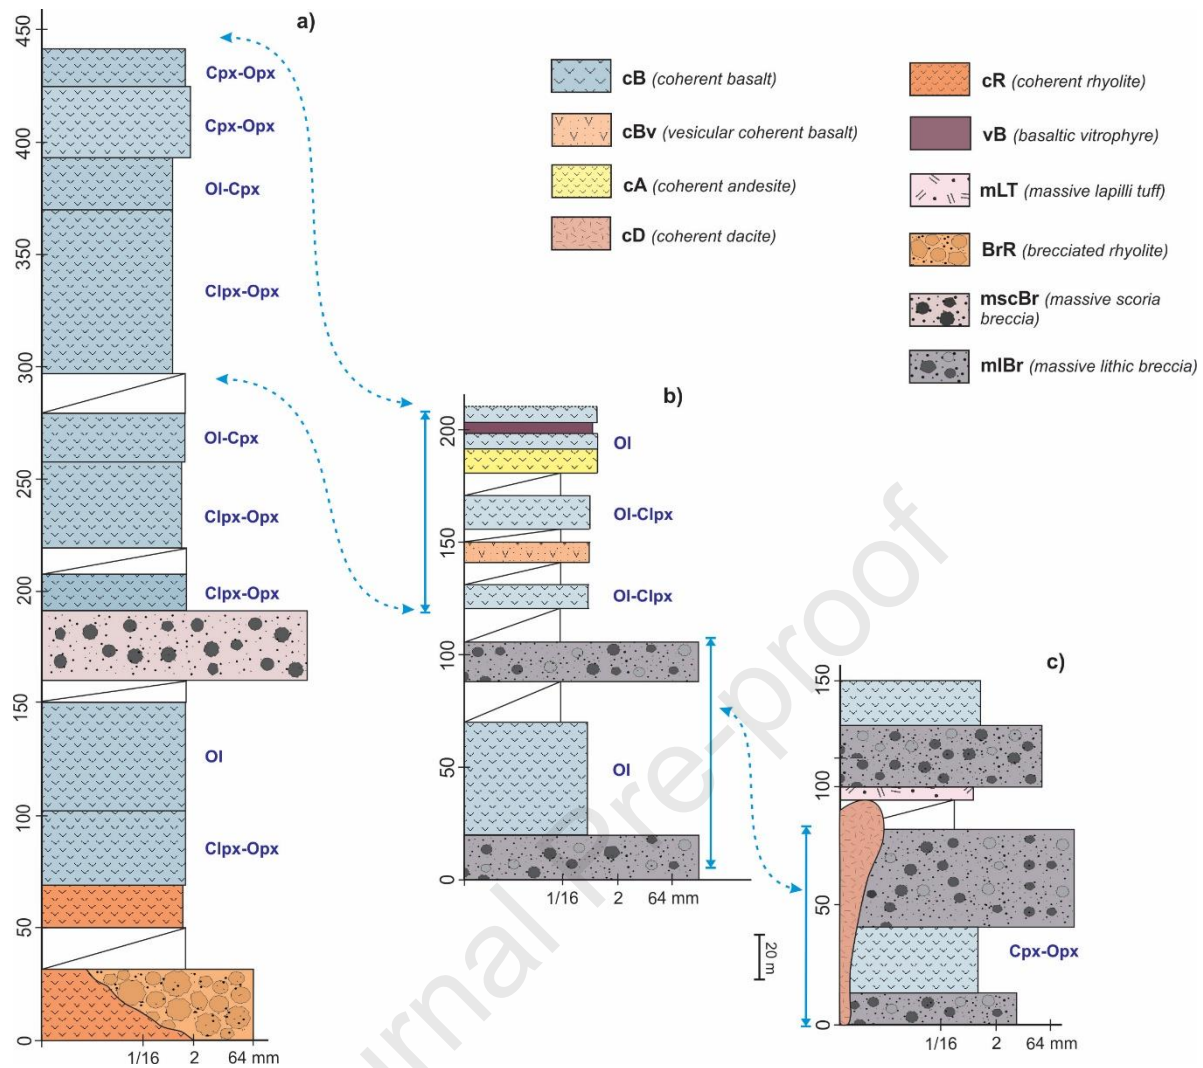 a)
450
400
350
300
250
200
150
100
50
0
Cpx-Opx
Cpx-Opx
Ol-Cpx
Clpx-Opx
Ol-Cpx
Clpx-Opx
Clpx-Opx
Ol
Clpx-Opx
1/16 2 64 mm
cB (coherent basalt)
cBv (vesicular coherent basalt)
cA (coherent andesite)
cD (coherent dacite)
cR (coherent rhyolite)
vB (basaltic vitrophyre)
mLT (massive lapilli tuff)
BrR (brecciated rhyolite)
mscBr (massive scoria
breccia)
mlBr (massive lithic breccia)
b)
200
150
100
50
0
Ol
Ol-Clpx
Ol-Clpx
Ol
1/16 2 64 mm
20 m
c)
150
100
50
0
Cpx-Opx
1/16 2 64 mm
urnal Pre-proof